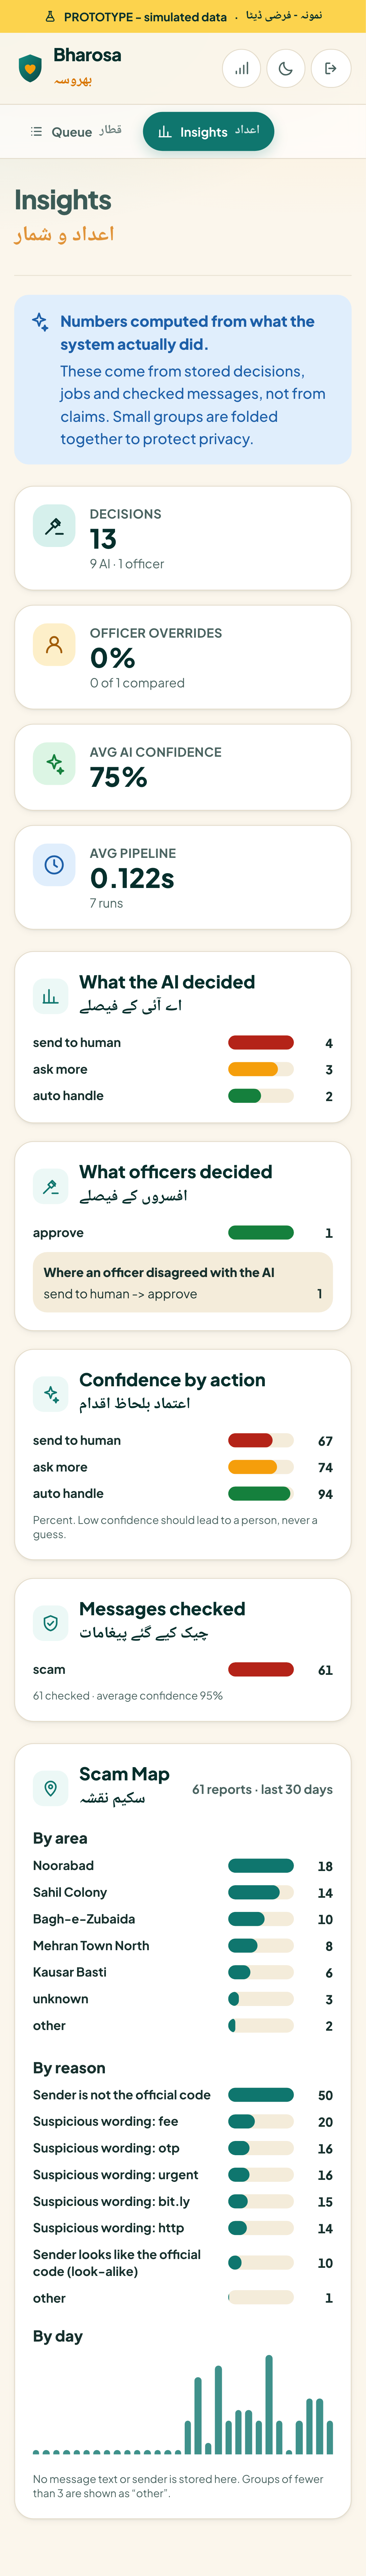 PROTOTYPE - simulated data · نمونہ - فرضی ڈیٹا
Bharosa
بھروسہ
Queue قطار Insights اعداد
Insights
اعداد و شمار
Numbers computed from what the
system actually did.
These come from stored decisions,
jobs and checked messages, not from
claims. Small groups are folded
together to protect privacy.
DECISIONS
13
9 AI · 1 officer
OFFICER OVERRIDES
0%
0 of 1 compared
AVG AI CONFIDENCE
75%
AVG PIPELINE
0.122s
7 runs
What the AI decided
اے آئی کے فیصلے
send to human 4
ask more 3
auto handle 2
What officers decided
افسروں کے فیصلے
approve 1
Where an officer disagreed with the AI
send to human -> approve 1
Confidence by action
اعتماد بلحاظ اقدام
send to human 67
ask more 74
auto handle 94
Percent. Low confidence should lead to a person, never a
guess.
Messages checked
چیک کیے گئے پیغامات
scam 61
61 checked · average confidence 95%
Scam Map
سکیم نقشہ
61 reports · last 30 days
By area
Noorabad 18
Sahil Colony 14
Bagh-e-Zubaida 10
Mehran Town North 8
Kausar Basti 6
unknown 3
other 2
By reason
Sender is not the official code 50
Suspicious wording: fee 20
Suspicious wording: otp 16
Suspicious wording: urgent 16
Suspicious wording: bit.ly 15
Suspicious wording: http 14
Sender looks like the official
code (look-alike) 10
other 1
By day
No message text or sender is stored here. Groups of fewer
than 3 are shown as "other".